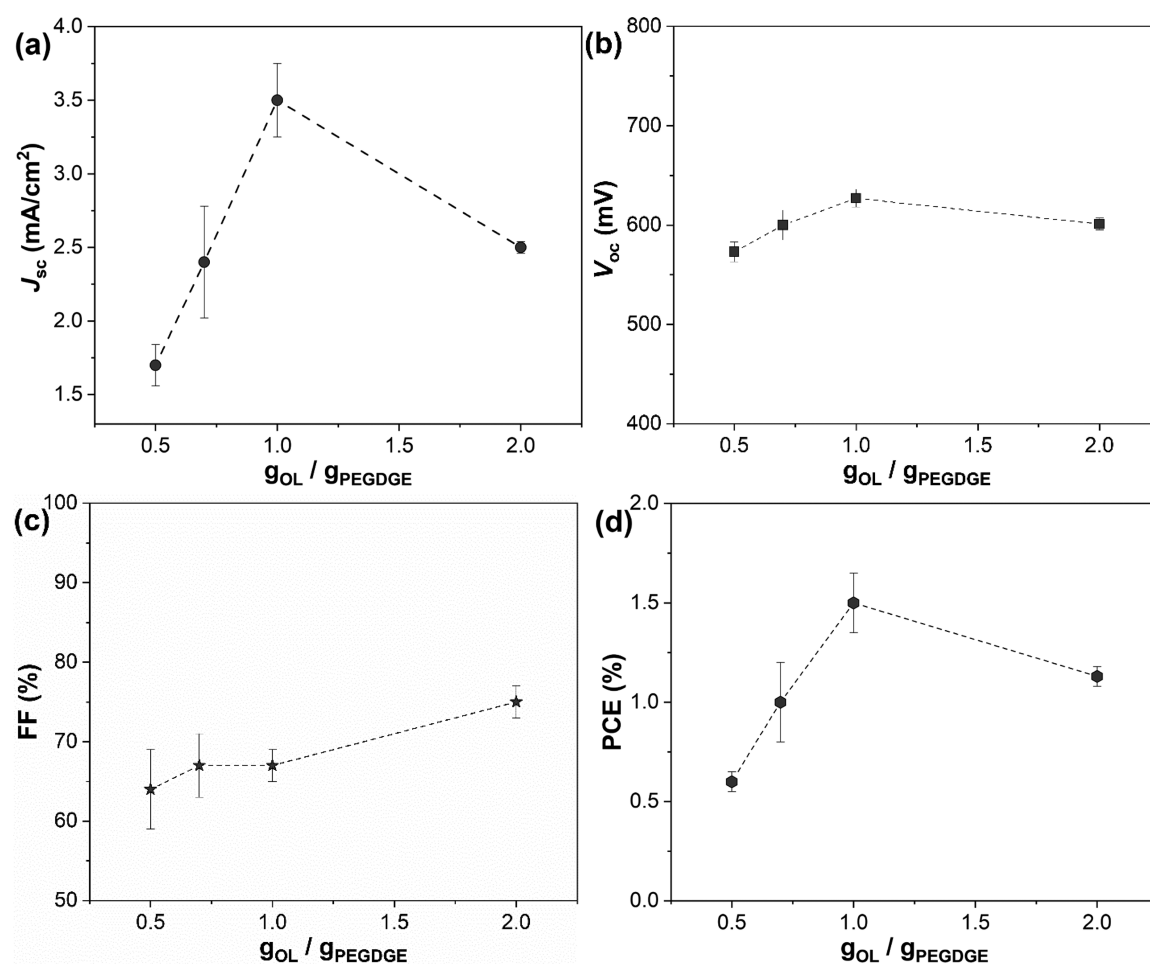 (a)
4.0
3.5
3.0
2.5
2.0
1.5
Jsc (mA/cm²)
0.5 1.0 1.5 2.0
gOL / gPEGDGE
(b)
800
700
600
500
400
Voc (mV)
0.5 1.0 1.5 2.0
gOL / gPEGDGE
(c)
100
90
80
70
60
50
FF (%)
0.5 1.0 1.5 2.0
gOL / gPEGDGE
(d)
2.0
1.5
1.0
0.5
0.0
PCE (%)
0.5 1.0 1.5 2.0
gOL / gPEGDGE